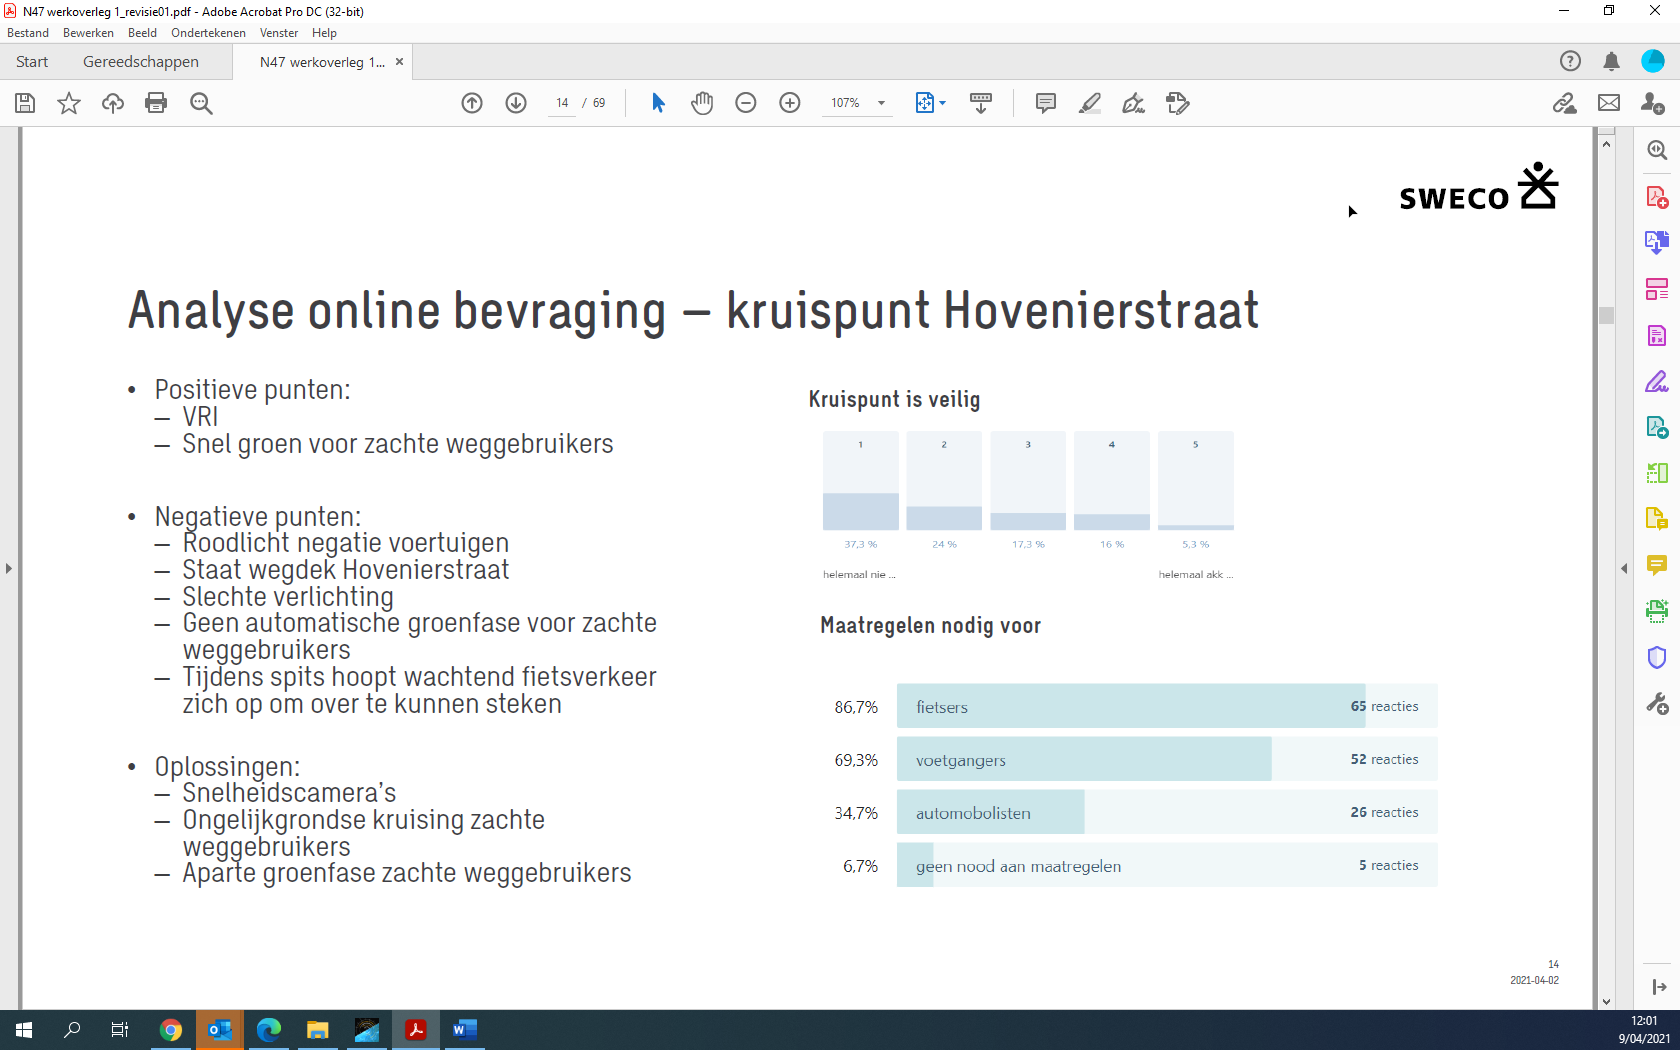 N47 werkoverleg 1_revisie01.pdf - Adobe Acrobat Pro DC (32-bit)
Bestand Bewerken Beeld Ondertekenen Venster Help
Start Gereedschappen N47 werkoverleg 1... ×
14 / 69 107%
SWECO
Analyse online bevraging – kruispunt Hovenierstraat
• Positieve punten:
– VRI
– Snel groen voor zachte weggebruikers
• Negatieve punten:
– Roodlicht negatie voertuigen
– Staat wegdek Hovenierstraat
– Slechte verlichting
– Geen automatische groenfase voor zachte
weggebruikers
– Tijdens spits hoopt wachtend fietsverkeer
zich op om over te kunnen steken
• Oplossingen:
– Snelheidscamera's
– Ongelijkgrondse kruising zachte
weggebruikers
– Aparte groenfase zachte weggebruikers
Kruispunt is veilig
1 2 3 4 5
37,3 % 24 % 17,3 % 16 % 5,3 %
helemaal nie ... helemaal akk ...
Maatregelen nodig voor
86,7% fietsers 65 reacties
69,3% voetgangers 52 reacties
34,7% automobolisten 26 reacties
6,7% geen nood aan maatregelen 5 reacties
14
2021-04-02
12:01
9/04/2021